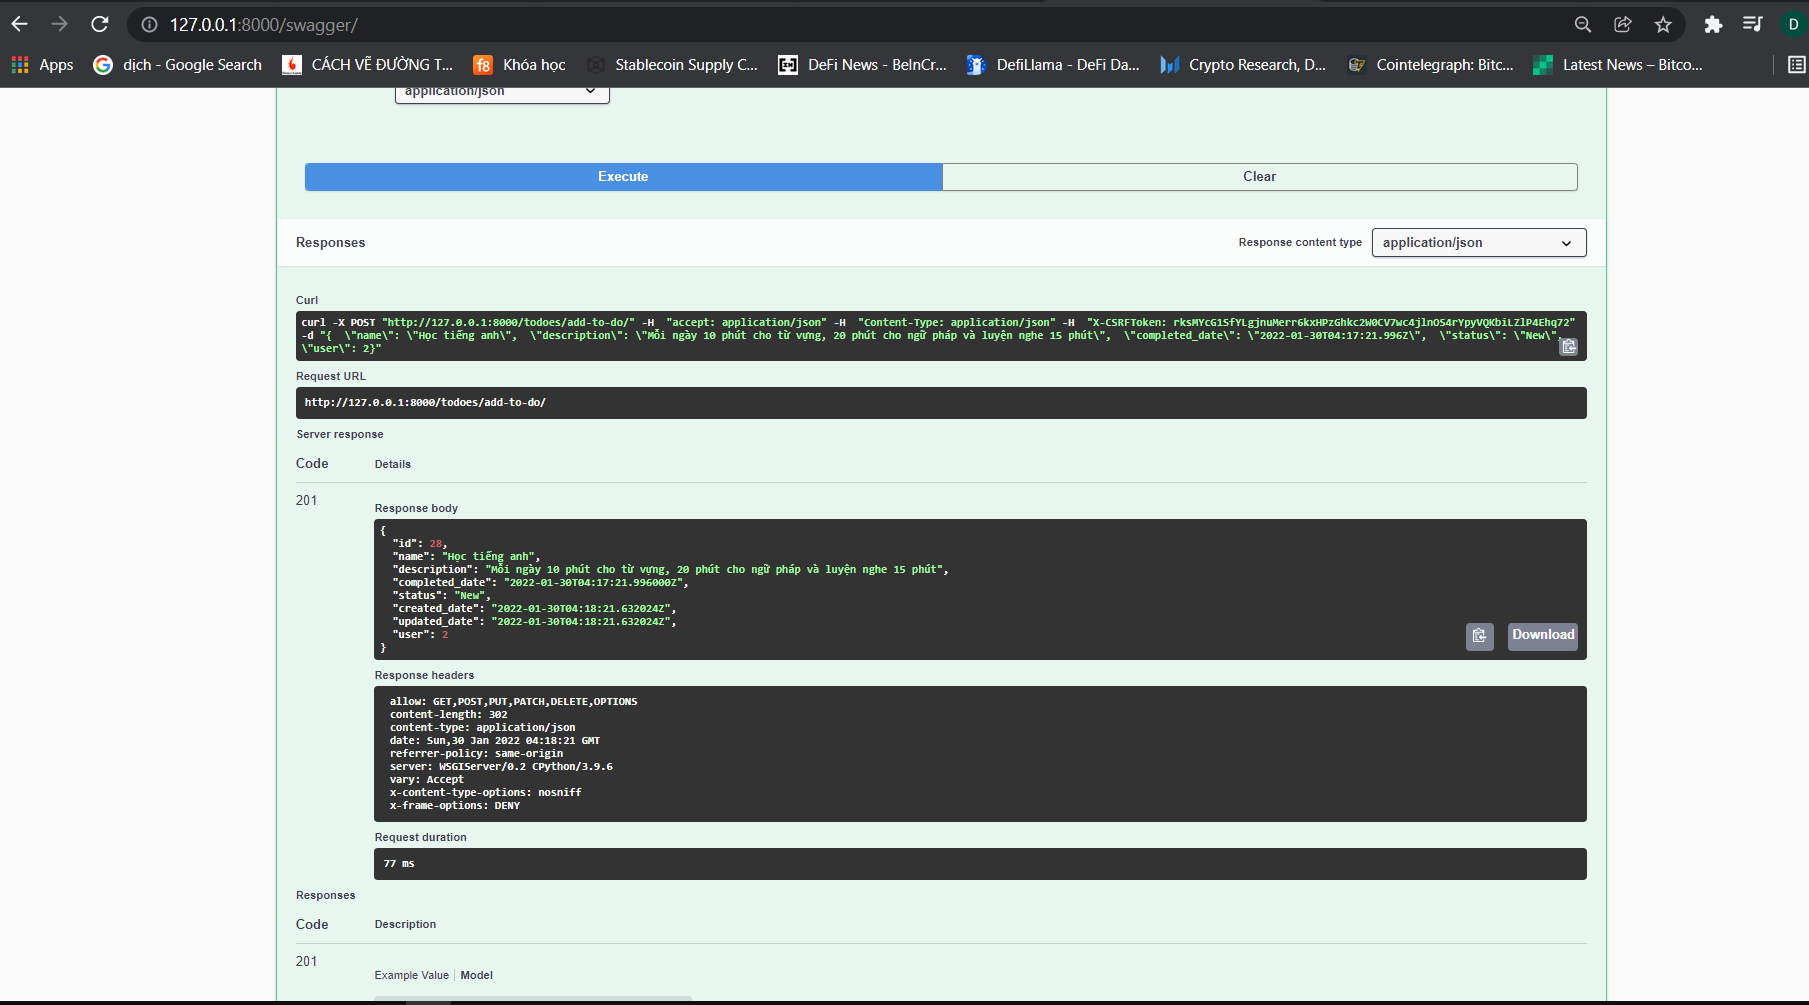 127.0.0.1:8000/swagger/
D
Apps
dịch - Google Search
CÁCH VẼ ĐƯỜNG T...
f8 Khóa học
Stablecoin Supply C...
DeFi News - BeInCr...
DefiLlama - DeFi Da...
Crypto Research, D...
Cointelegraph: Bitc...
Latest News – Bitco...
application/json
Execute
Clear
Responses
Response content type
application/json
Curl
curl -X POST "http://127.0.0.1:8000/todoes/add-to-do/" -H  "accept: application/json" -H  "Content-Type: application/json" -H  "X-CSRFToken: rksMYcG1SfYLgjnuMerr6kxHPzGhkc2W0CV7wc4jlnOS4rYpyVQKbiLZlP4Ehq72"
-d "{  \"name\": \"Học tiếng anh\",  \"description\": \"Mỗi ngày 10 phút cho từ vựng, 20 phút cho ngữ pháp và luyện nghe 15 phút\",  \"completed_date\": \"2022-01-30T04:17:21.996Z\",  \"status\": \"New\",
\"user\": 2}"
Request URL
http://127.0.0.1:8000/todoes/add-to-do/
Server response
Code
Details
201
Response body
{
"id": 28,
"name": "Học tiếng anh",
"description": "Mỗi ngày 10 phút cho từ vựng, 20 phút cho ngữ pháp và luyện nghe 15 phút",
"completed_date": "2022-01-30T04:17:21.996000Z",
"status": "New",
"created_date": "2022-01-30T04:18:21.632024Z",
"updated_date": "2022-01-30T04:18:21.632024Z",
"user": 2
}
Download
Response headers
allow: GET,POST,PUT,PATCH,DELETE,OPTIONS
content-length: 302
content-type: application/json
date: Sun,30 Jan 2022 04:18:21 GMT
referrer-policy: same-origin
server: WSGIServer/0.2 CPython/3.9.6
vary: Accept
x-content-type-options: nosniff
x-frame-options: DENY
Request duration
77 ms
Responses
Code
Description
201
Example Value
Model